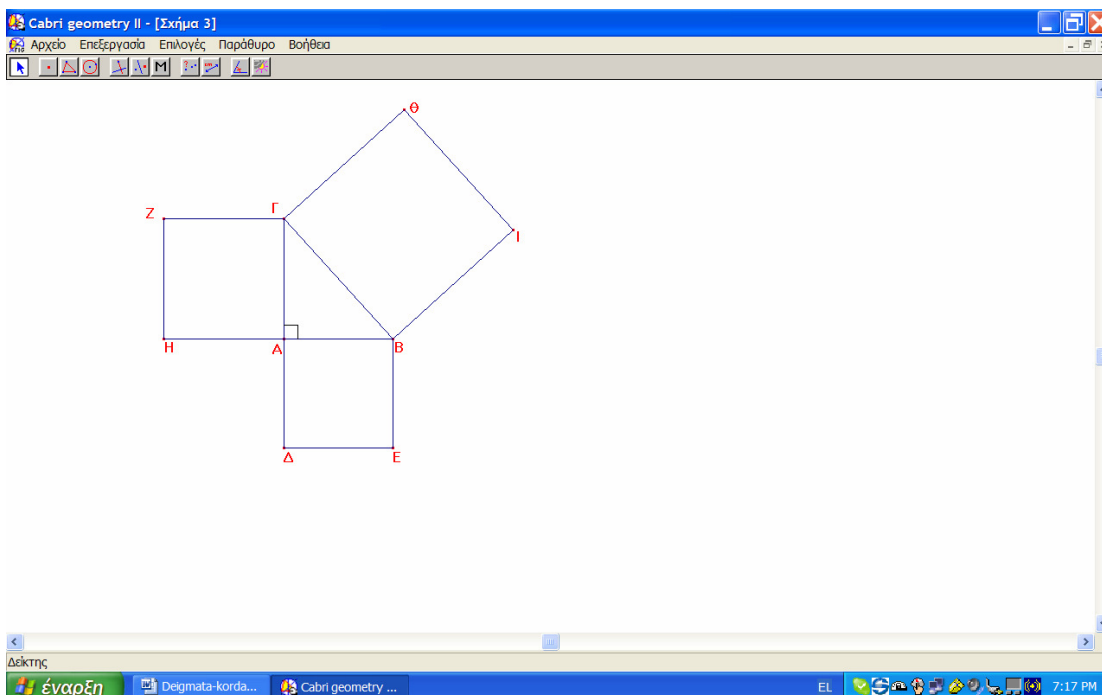 Cabri geometry II - [Σχήμα 3]
Αρχείο Επεξεργασία Επιλογές Παράθυρο Βοήθεια
Θ
Ζ Γ
Ι
Η Α Β
Δ Ε
Δείκτης
έναρξη Deigmata-korda... Cabri geometry ... EL 7:17 PM